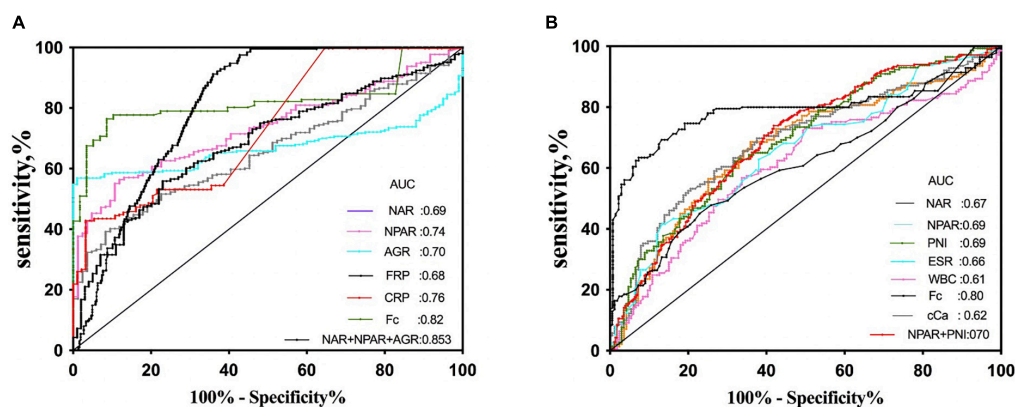 A
sensitivity,%
100
80
60
40
20
0
0 20 40 60 80 100
100% - Specificity%
AUC
NAR :0.69
NPAR :0.74
AGR :0.70
FRP :0.68
CRP :0.76
Fc :0.82
NAR+NPAR+AGR:0.853
B
sensitivity,%
100
80
60
40
20
0
0 20 40 60 80 100
100% - Specificity%
AUC
NAR : 0.67
NPAR:0.69
PNI :0.69
ESR :0.66
WBC :0.61
Fc :0.80
cCa : 0.62
NPAR+PNI:070